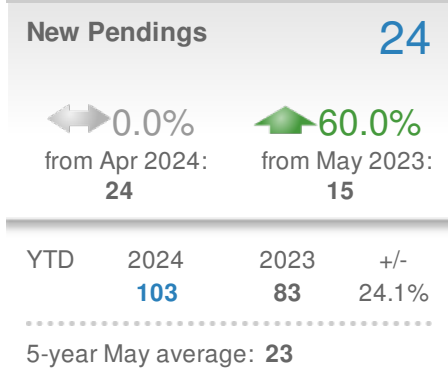 New Pendings 24
0.0% 60.0%
from Apr 2024: from May 2023:
24 15
YTD 2024 2023 +/-
103 83 24.1%
5-year May average: 23